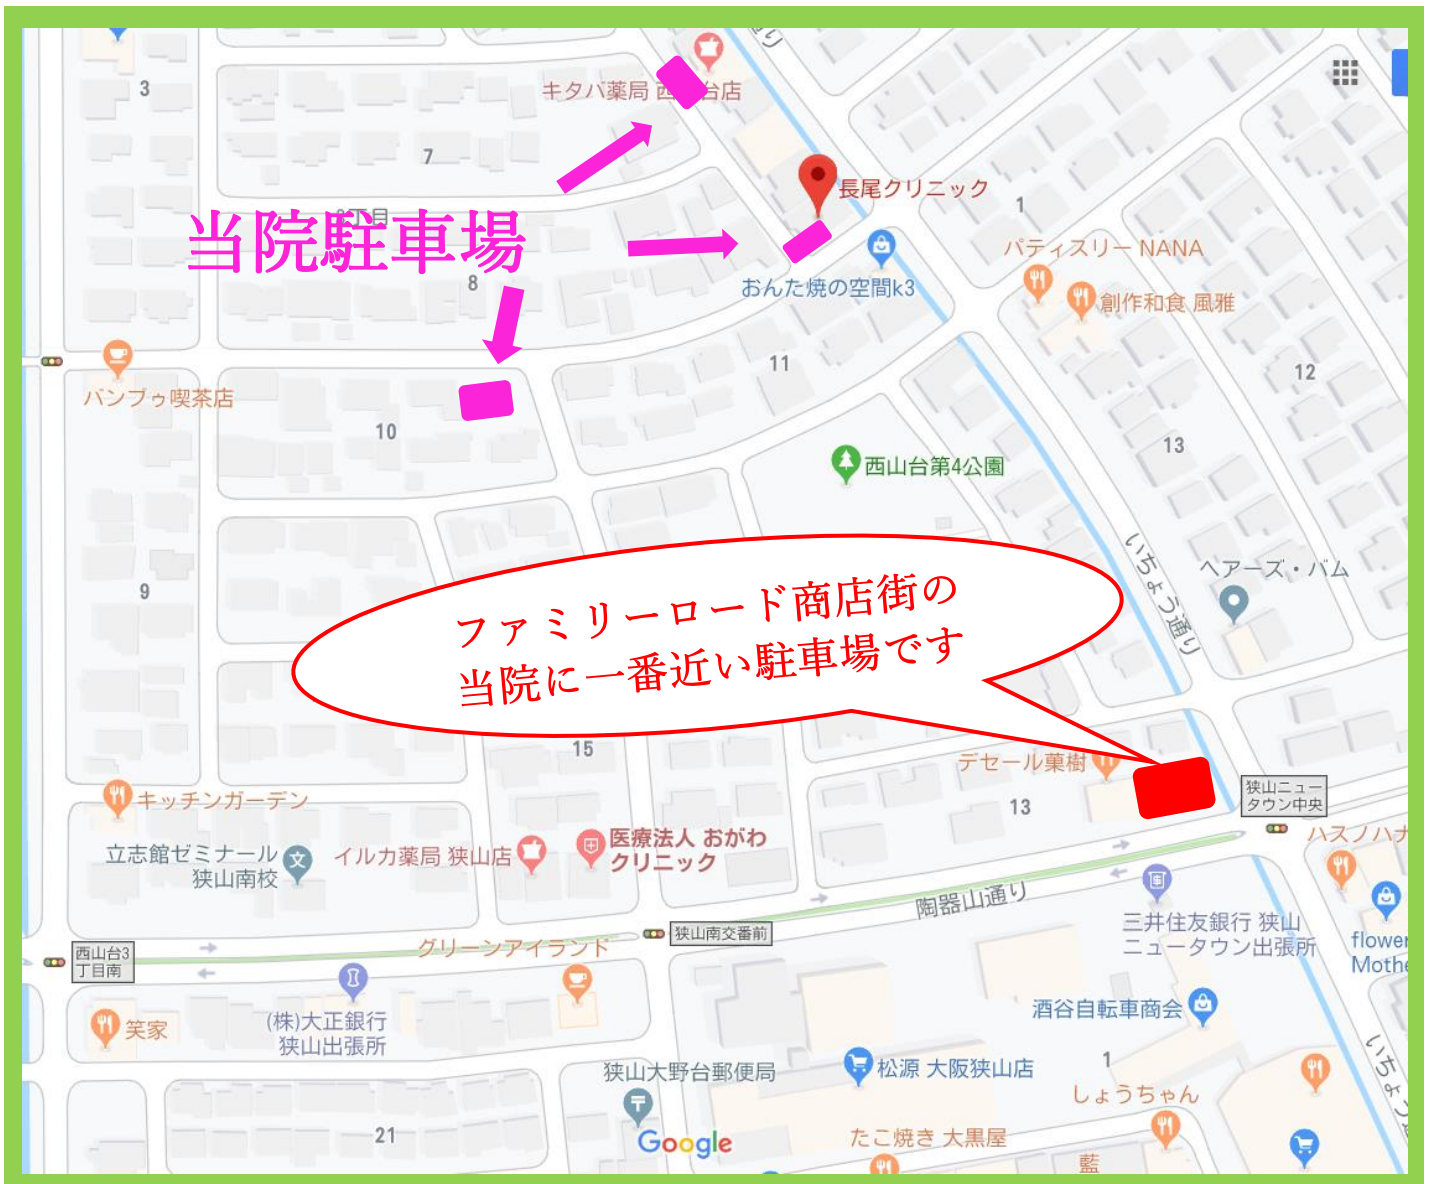 通り
3
キタバ薬局 西
台店
7
長尾クリニック
丁目
1
当院駐車場
パティスリー NANA
8
おんた焼の空間k3
創作和食 風雅
11
12
バンブゥ喫茶店
10
13
西山台第4公園
いちょう通り
ヘアーズ・バム
9
ファミリーロード商店街の
当院に一番近い駐車場です
15
デセール菓樹
狭山ニュー
タウン中央
キッチンガーデン
13
ハスノハナ
立志館ゼミナール
狭山南校
イルカ薬局 狭山店
医療法人 おがわ
クリニック
陶器山通り
三井住友銀行 狭山
ニュータウン出張所
狭山南交番前
グリーンアイランド
西山台3
丁目南
flower
Mothe
笑家
(株)大正銀行
狭山出張所
酒谷自転車商会
いちょう通
狭山大野台郵便局
松源 大阪狭山店
1
しょうちゃん
21
Google
たこ焼き 大黒屋
藍